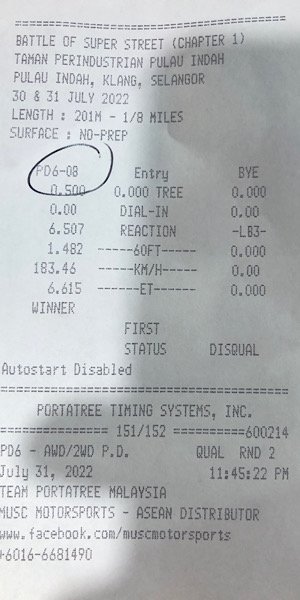 BATTLE OF SUPER STREET (CHAPTER 1)
TAMAN PERINDUSTRIAN PULAU INDAH
PULAU INDAH, KLANG, SELANGOR
30 & 31 JULY 2022
LENGTH : 201M - 1/8 MILES
SURFACE : NO-PREP
PD6-08 Entry BYE
0.500 0.000 TREE 0.000
0.00 DIAL-IN 0.00
6.507 REACTION -LB3-
1.482 ------60FT------ 0.000
183.46 ------KM/H------ 0.00
6.615 -------ET------- 0.000
WINNER
FIRST
STATUS DISQUAL
Autostart Disabled
PORTATREE TIMING SYSTEMS, INC.
================ 151/152 ==========600214
PD6 - AWD/2WD P.D. QUAL RND 2
July 31, 2022 11:45:22 PM
TEAM PORTATREE MALAYSIA
MUSC MOTORSPORTS - ASEAN DISTRIBUTOR
www.facebook.com/muscmotorsports
+6016-6681490